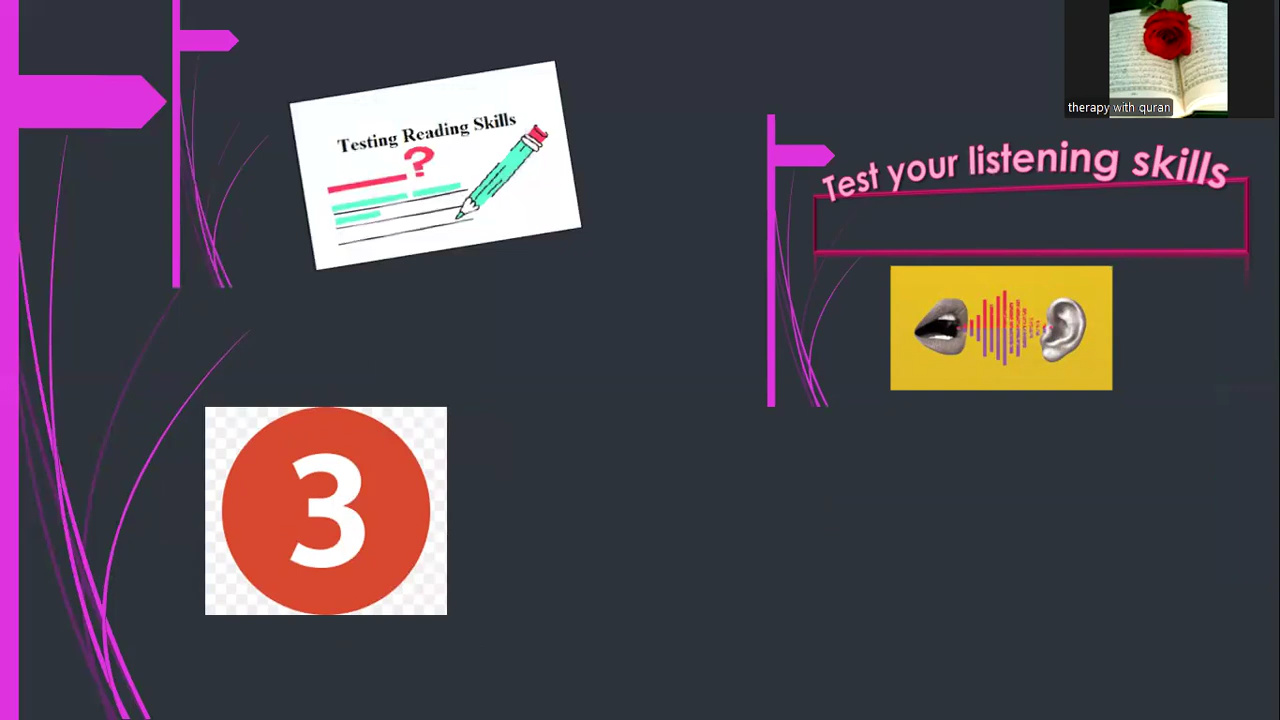 therapy with quran
Testing Reading Skills
?
Test your listening skills
3